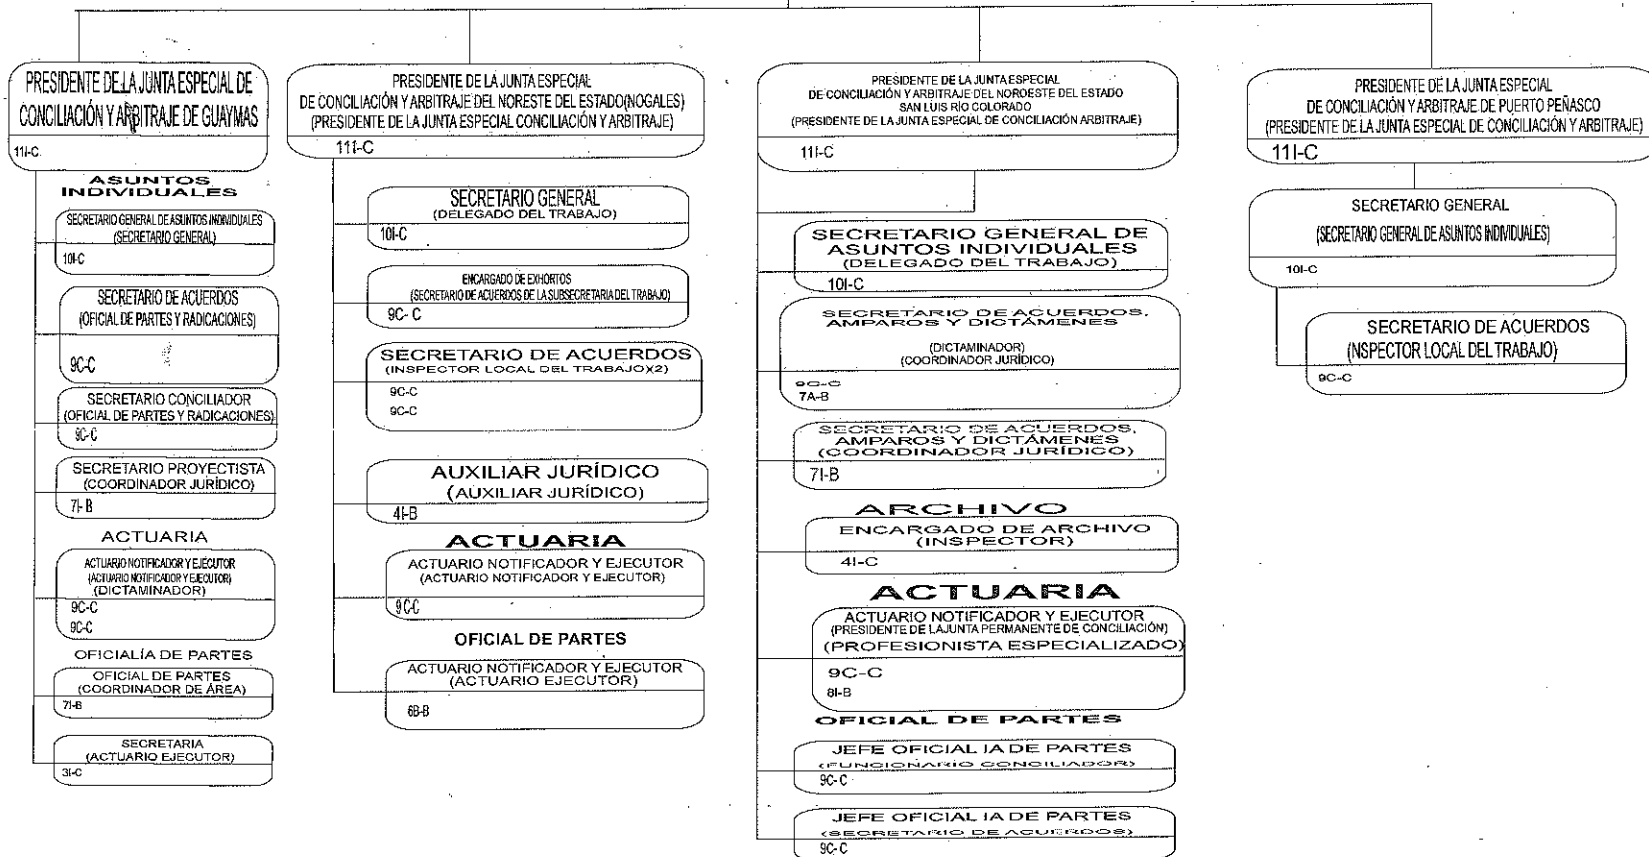 PRESIDENTE DE LA JUNTA ESPECIAL DE
CONCILIACIÓN Y ARBITRAJE DE GUAYMAS
11I-C
ASUNTOS
INDIVIDUALES
SECRETARIO GENERAL DE ASUNTOS INDIVIDUALES
(SECRETARIO GENERAL)
10I-C
SECRETARIO DE ACUERDOS
(OFICIAL DE PARTES Y RADICACIONES)
9C-C
SECRETARIO CONCILIADOR
(OFICIAL DE PARTES Y RADICACIONES)
9C-C
SECRETARIO PROYECTISTA
(COORDINADOR JURÍDICO)
7I-B
ACTUARIA
ACTUARIO NOTIFICADOR Y EJECUTOR
(ACTUARIO NOTIFICADOR Y EJECUTOR)
(DICTAMINADOR)
9C-C
9C-C
OFICIALÍA DE PARTES
OFICIAL DE PARTES
(COORDINADOR DE ÁREA)
7I-B
SECRETARIA
(ACTUARIO EJECUTOR)
3I-C
PRESIDENTE DE LA JUNTA ESPECIAL
DE CONCILIACIÓN Y ARBITRAJE DEL NORESTE DEL ESTADO(NOGALES)
(PRESIDENTE DE LA JUNTA ESPECIAL CONCILIACIÓN Y ARBITRAJE)
11I-C
SECRETARIO GENERAL
(DELEGADO DEL TRABAJO)
10I-C
ENCARGADO DE EXHORTOS
(SECRETARIO DE ACUERDOS DE LA SUBSECRETARIA DEL TRABAJO)
9C- C
SECRETARIO DE ACUERDOS
(INSPECTOR LOCAL DEL TRABAJO)(2)
9C-C
9C-C
AUXILIAR JURÍDICO
(AUXILIAR JURÍDICO)
4I-B
ACTUARIA
ACTUARIO NOTIFICADOR Y EJECUTOR
(ACTUARIO NOTIFICADOR Y EJECUTOR)
9 C-C
OFICIAL DE PARTES
ACTUARIO NOTIFICADOR Y EJECUTOR
(ACTUARIO EJECUTOR)
6B-B
PRESIDENTE DE LA JUNTA ESPECIAL
DE CONCILIACIÓN Y ARBITRAJE DEL NOROESTE DEL ESTADO
SAN LUIS RÍO COLORADO
(PRESIDENTE DE LA JUNTA ESPECIAL DE CONCILIACIÓN ARBITRAJE)
11I-C
SECRETARIO GENERAL DE
ASUNTOS INDIVIDUALES
(DELEGADO DEL TRABAJO)
10I-C
SECRETARIO DE ACUERDOS,
AMPAROS Y DICTÁMENES
(DICTAMINADOR)
(COORDINADOR JURÍDICO)
9C-C
7A-B
SECRETARIO DE ACUERDOS,
AMPAROS Y DICTÁMENES
(COORDINADOR JURÍDICO)
7I-B
ARCHIVO
ENCARGADO DE ARCHIVO
(INSPECTOR)
4I-C
ACTUARIA
ACTUARIO NOTIFICADOR Y EJECUTOR
(PRESIDENTE DE LAJUNTA PERMANENTE DE CONCILIACIÓN)
(PROFESIONISTA ESPECIALIZADO)
9C-C
8I-B
OFICIAL DE PARTES
JEFE OFICIAL IA DE PARTES
(FUNCIONARIO CONCILIADOR)
9C- C
JEFE OFICIAL IA DE PARTES
(SECRETARIO DE ACUERDOS)
9C- C
PRESIDENTE DE LA JUNTA ESPECIAL
DE CONCILIACIÓN Y ARBITRAJE DE PUERTO PEÑASCO
(PRESIDENTE DE LA JUNTA ESPECIAL DE CONCILIACIÓN Y ARBITRAJE)
11I-C
SECRETARIO GENERAL
(SECRETARIO GENERAL DE ASUNTOS INDIVIDUALES)
10I-C
SECRETARIO DE ACUERDOS
(NSPECTOR LOCAL DEL TRABAJO)
9C-C